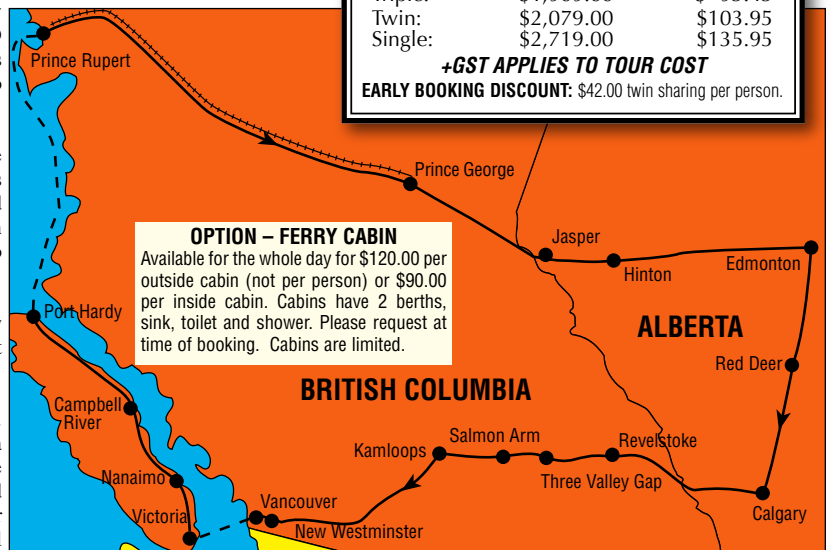 Twin: $2,079.00 $103.95
Single: $2,719.00 $135.95
+GST APPLIES TO TOUR COST
EARLY BOOKING DISCOUNT: $42.00 twin sharing per person.
Prince Rupert
Prince George
OPTION – FERRY CABIN
Available for the whole day for $120.00 per
outside cabin (not per person) or $90.00
per inside cabin. Cabins have 2 berths,
sink, toilet and shower. Please request at
time of booking. Cabins are limited.
Jasper
Hinton
Edmonton
Port Hardy
ALBERTA
Red Deer
BRITISH COLUMBIA
Campbell
River
Kamloops
Salmon Arm
Revelstoke
Three Valley Gap
Nanaimo
Calgary
Victoria
Vancouver
New Westminster